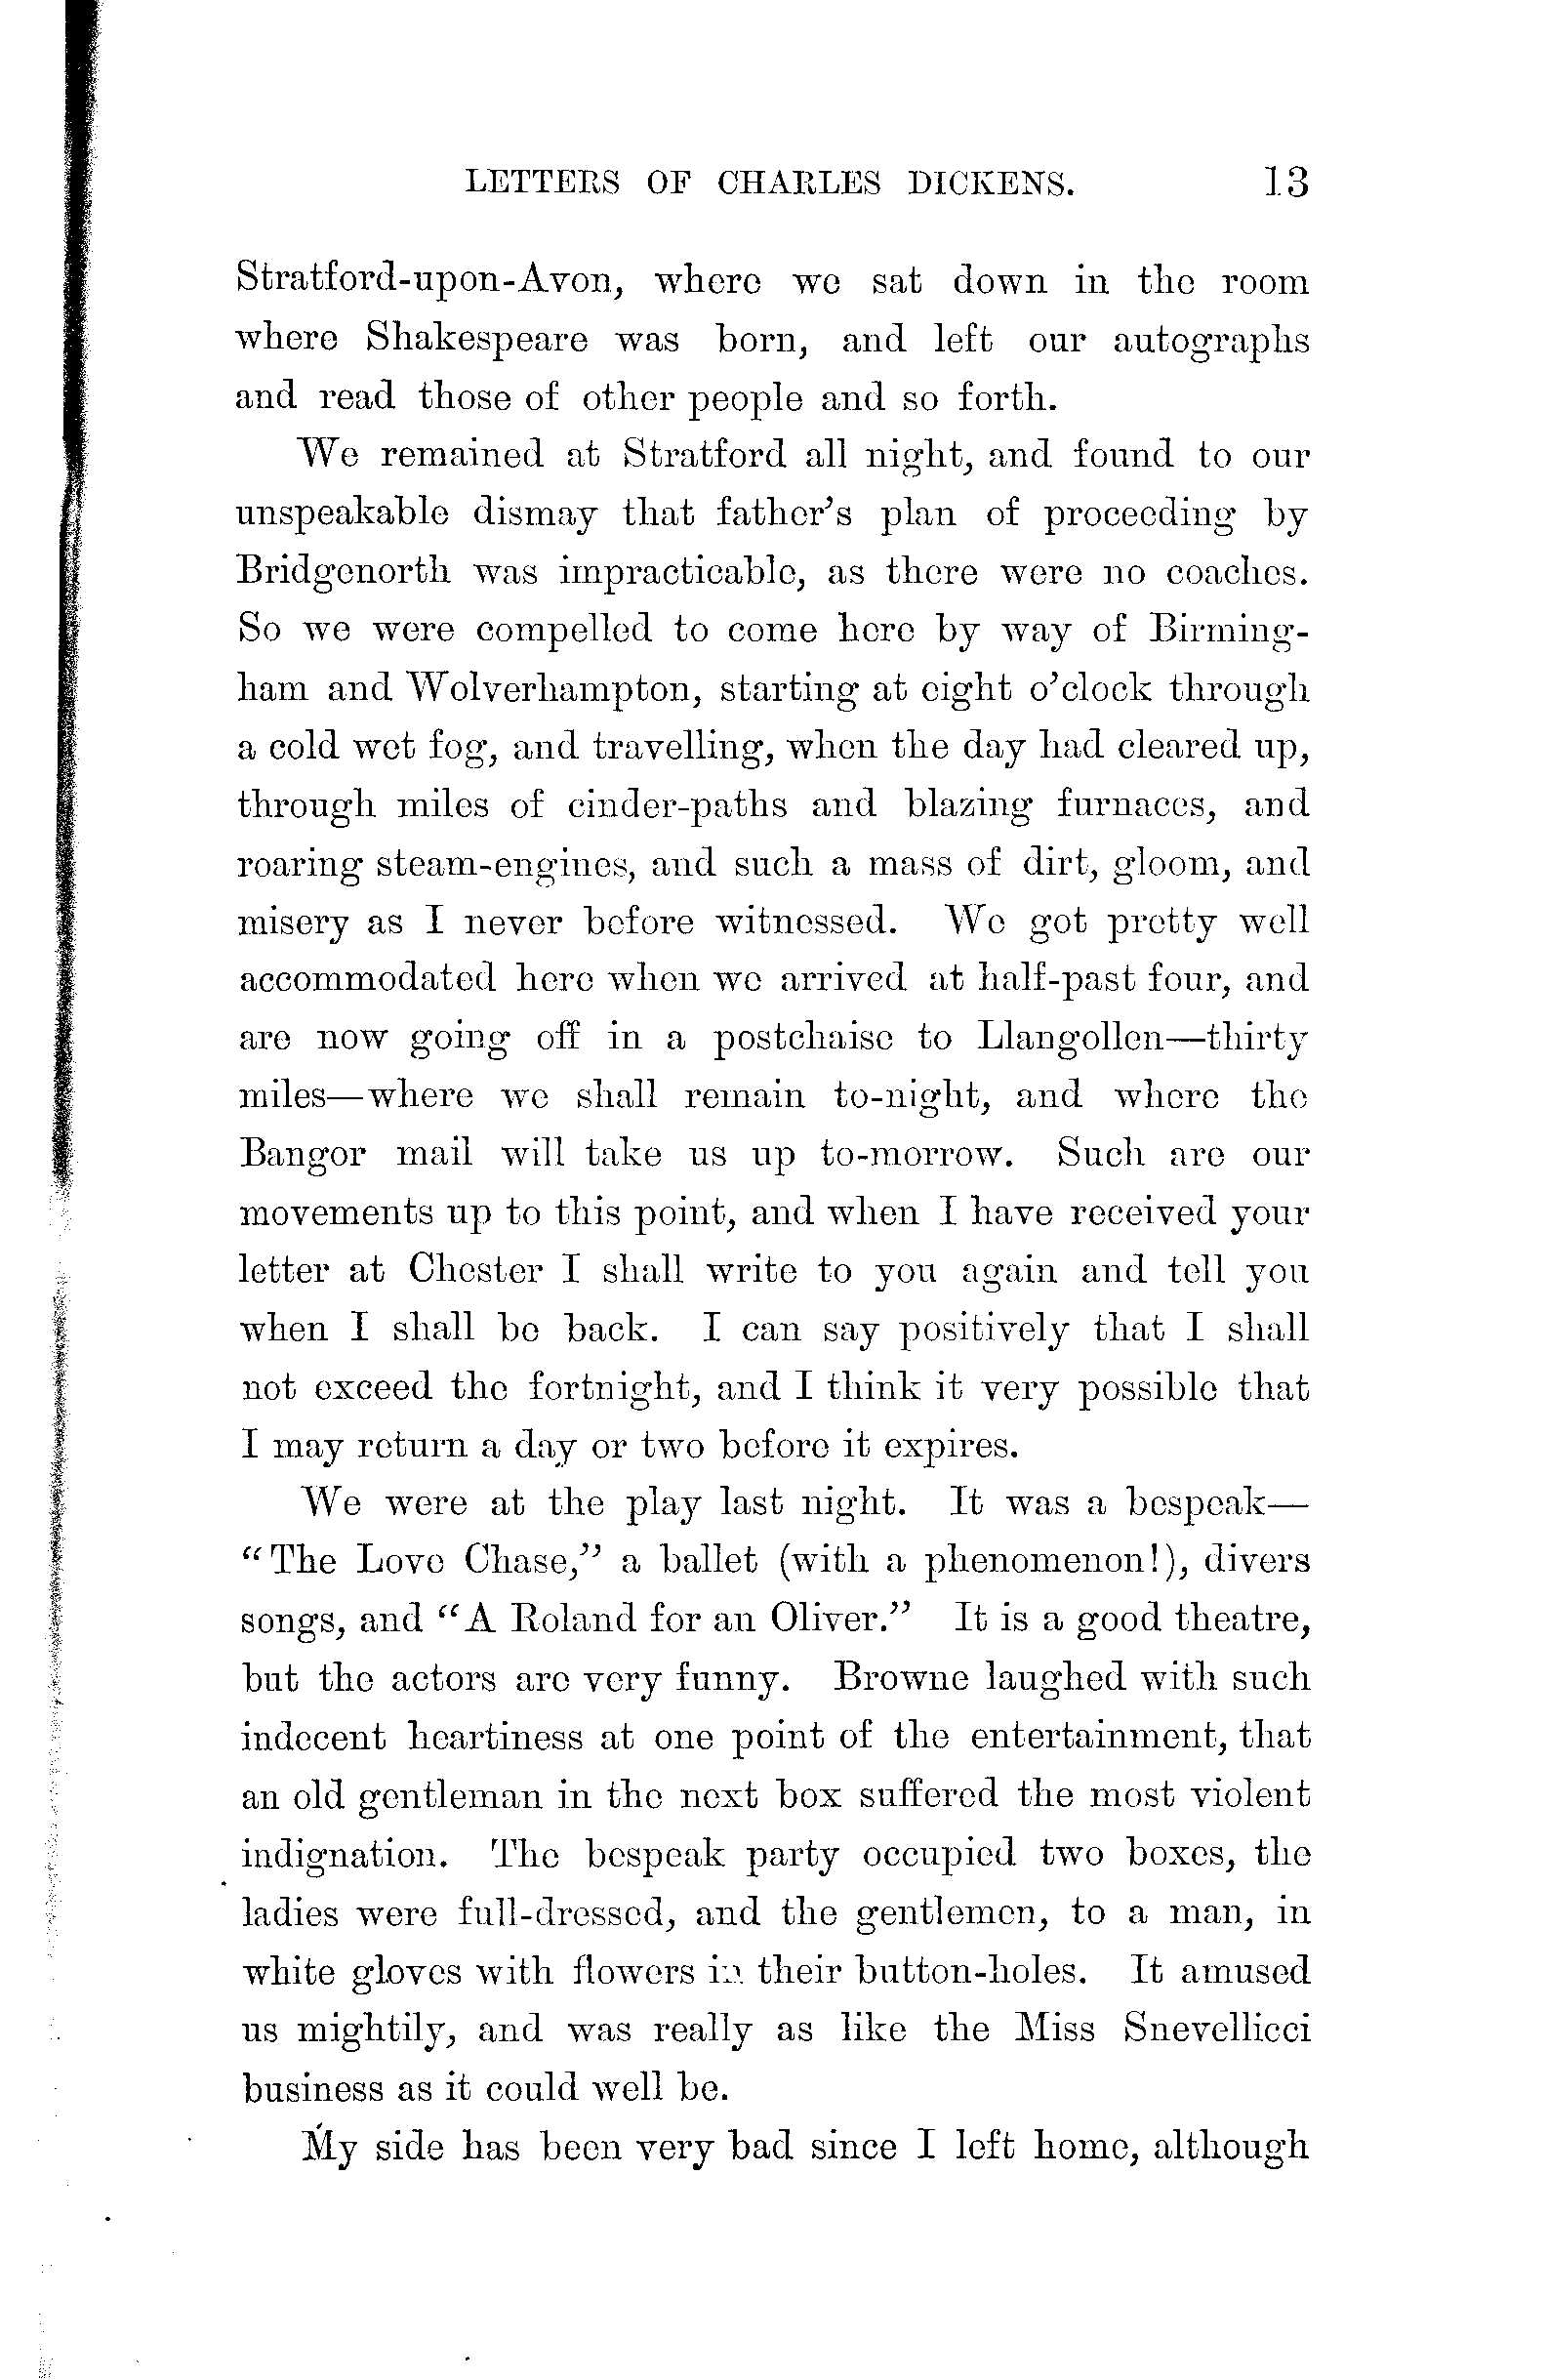 LETTERS OF CHARLES DICKENS. 13
Stratford-upon-Avon, where we sat down in the room
where Shakespeare was born, and left our autographs
and read those of other people and so forth.
We remained at Stratford all night, and found to our
unspeakable dismay that father's plan of proceeding by
Bridgenorth was impracticable, as there were no coaches.
So we were compelled to come here by way of Birming-
ham and Wolverhampton, starting at eight o'clock through
a cold wet fog, and travelling, when the day had cleared up,
through miles of cinder-paths and blazing furnaces, and
roaring steam-engines, and such a mass of dirt, gloom, and
misery as I never before witnessed. We got pretty well
accommodated here when we arrived at half-past four, and
are now going off in a postchaise to Llangollen—thirty
miles—where we shall remain to-night, and where the
Bangor mail will take us up to-morrow. Such are our
movements up to this point, and when I have received your
letter at Chester I shall write to you again and tell you
when I shall be back. I can say positively that I shall
not exceed the fortnight, and I think it very possible that
I may return a day or two before it expires.
We were at the play last night. It was a bespeak—
"The Love Chase," a ballet (with a phenomenon!), divers
songs, and "A Roland for an Oliver." It is a good theatre,
but the actors are very funny. Browne laughed with such
indecent heartiness at one point of the entertainment, that
an old gentleman in the next box suffered the most violent
indignation. The bespeak party occupied two boxes, the
ladies were full-dressed, and the gentlemen, to a man, in
white gloves with flowers in their button-holes. It amused
us mightily, and was really as like the Miss Snevellicci
business as it could well be.
My side has been very bad since I left home, although